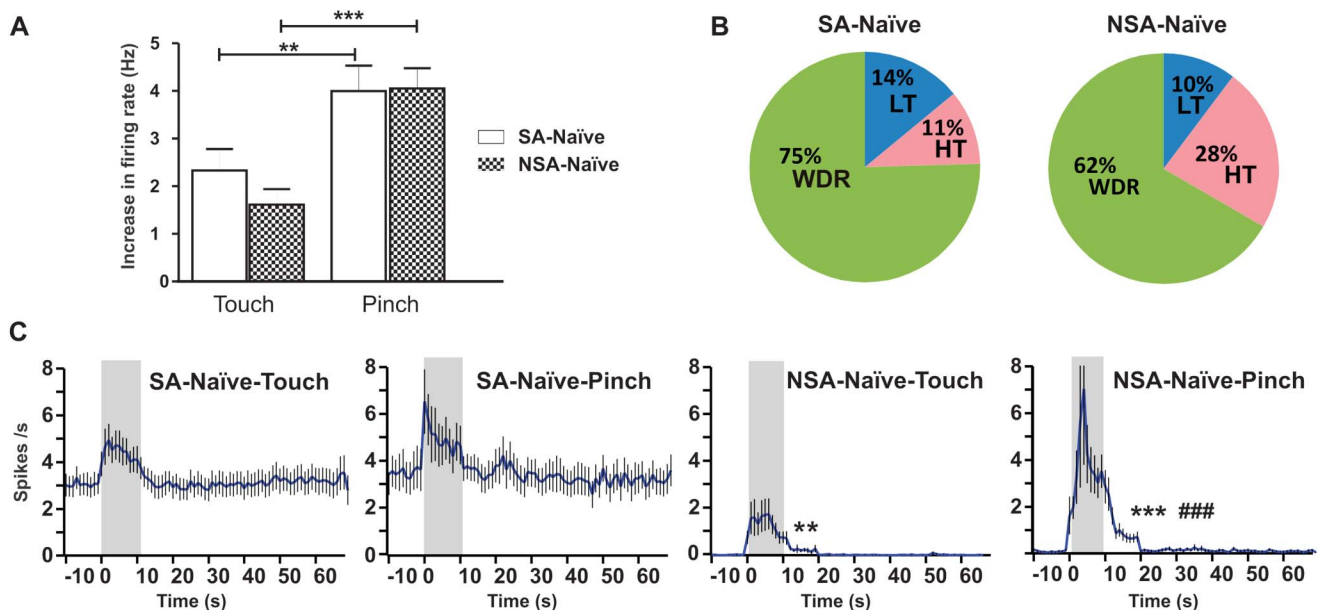 A
***
**
Increase in firing rate (Hz)
5
4
3
2
1
0
Touch
Pinch
SA-Naïve
NSA-Naïve
B
SA-Naïve
14%
LT
11%
HT
75%
WDR
NSA-Naïve
10%
LT
28%
HT
62%
WDR
C
Spikes /s
8
6
4
2
0
SA-Naïve-Touch
-10 0 10 20 30 40 50 60
Time (s)
8
6
4
2
0
SA-Naïve-Pinch
-10 0 10 20 30 40 50 60
Time (s)
8
6
4
2
0
NSA-Naïve-Touch
**
-10 0 10 20 30 40 50 60
Time (s)
8
6
4
2
0
NSA-Naïve-Pinch
*** ###
-10 0 10 20 30 40 50 60
Time (s)